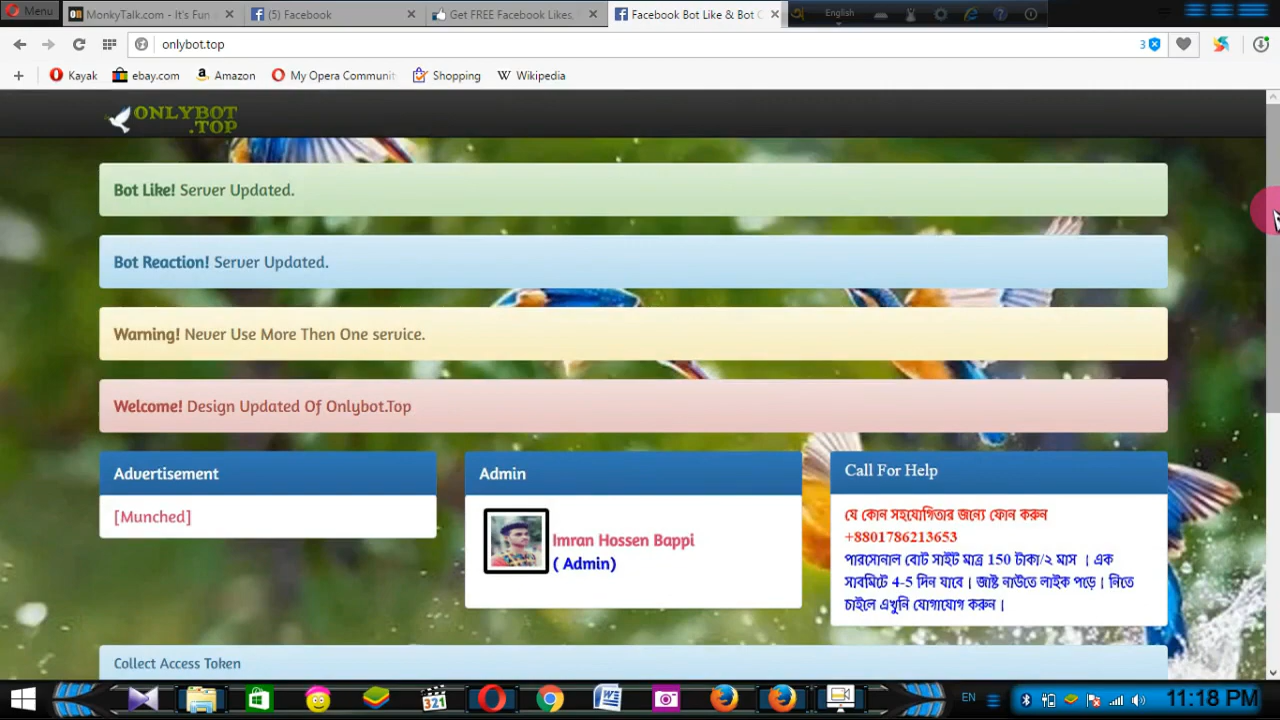 Menu
MonkyTalk.com - It's Fun
(5) Facebook
Get FREE Facebook Likes,
Facebook Bot Like & Bot C
English
onlybot.top
3
Kayak
ebay.com
Amazon
My Opera Communit
Shopping
Wikipedia
ONLYBOT
.TOP
Bot Like! Server Updated.
Bot Reaction! Server Updated.
Warning! Never Use More Then One service.
Welcome! Design Updated Of Onlybot.Top
Advertisement
[Munched]
Admin
Imran Hossen Bappi
( Admin)
Call For Help
যে কোন সহযোগিতার জন্যে ফোন করুন
+8801786213653
পারসোনাল বোট সাইট মাত্র 150 টাকা/২ মাস । এক
সাবমিটে 4-5 দিন যাবে। জাষ্ট নাউতে লাইক পড়ে। নিতে
চাইলে এখুনি যোগাযোগ করুন।
Collect Access Token
321
EN
11:18 PM